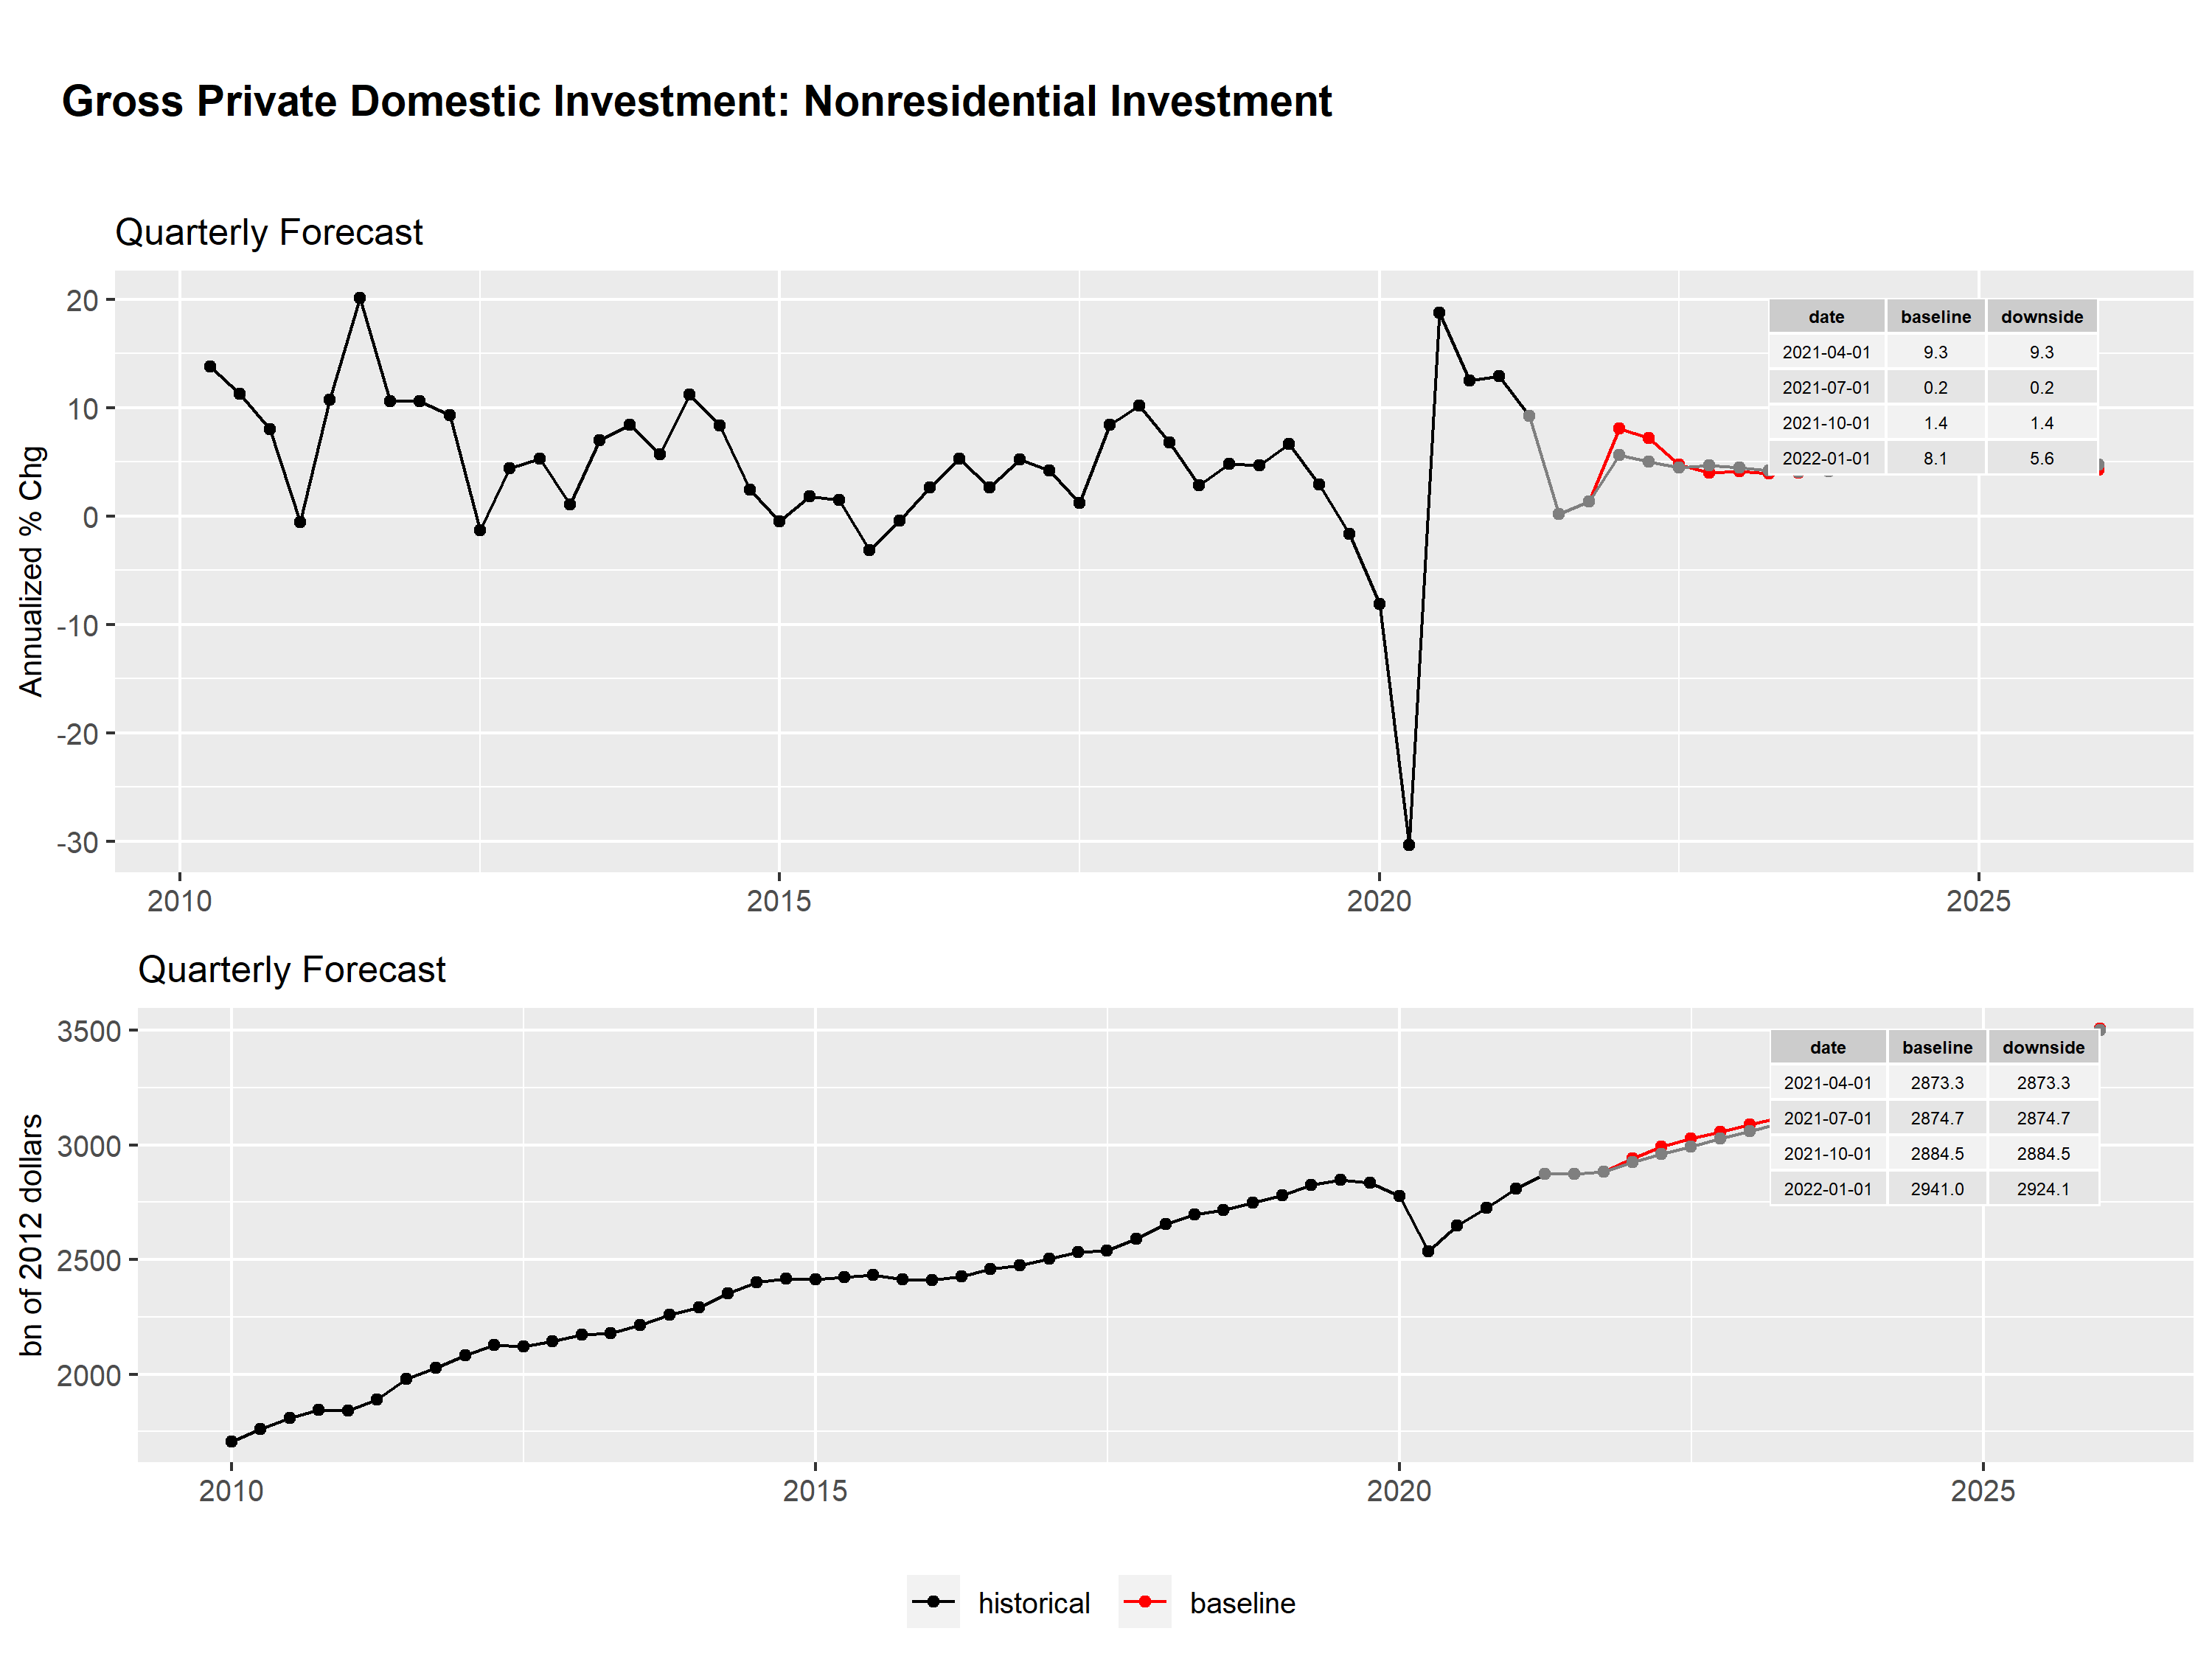 Gross Private Domestic Investment: Nonresidential Investment
Quarterly Forecast
Annualized % Chg
20
10
0
-10
-20
-30
date baseline downside
2021-04-01 9.3 9.3
2021-07-01 0.2 0.2
2021-10-01 1.4 1.4
2022-01-01 8.1 5.6
2010 2015 2020 2025
Quarterly Forecast
bn of 2012 dollars
3500
3000
2500
2000
date baseline downside
2021-04-01 2873.3 2873.3
2021-07-01 2874.7 2874.7
2021-10-01 2884.5 2884.5
2022-01-01 2941.0 2924.1
2010 2015 2020 2025
historical baseline